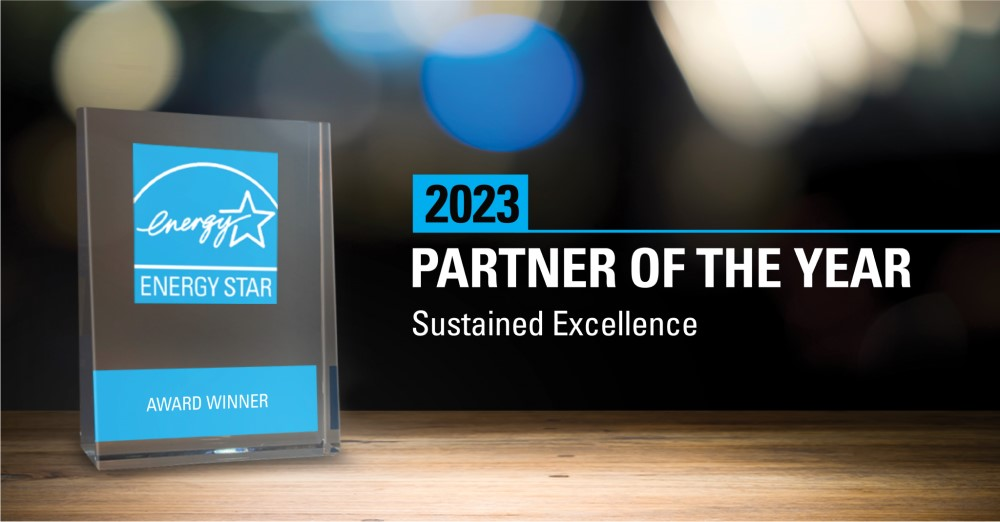 energy
ENERGY STAR
AWARD WINNER
2023
PARTNER OF THE YEAR
Sustained Excellence